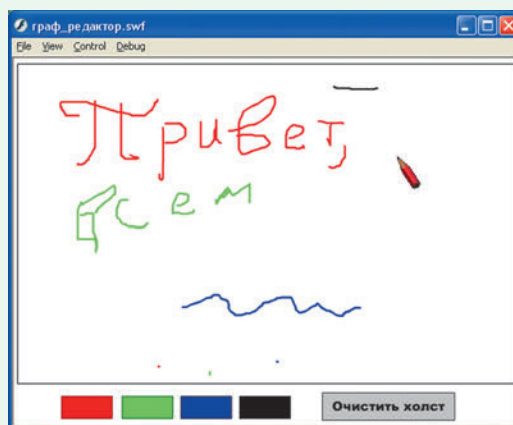 граф_редактор.swf
File View Control Debug
Привет,
всем
Очистить холст